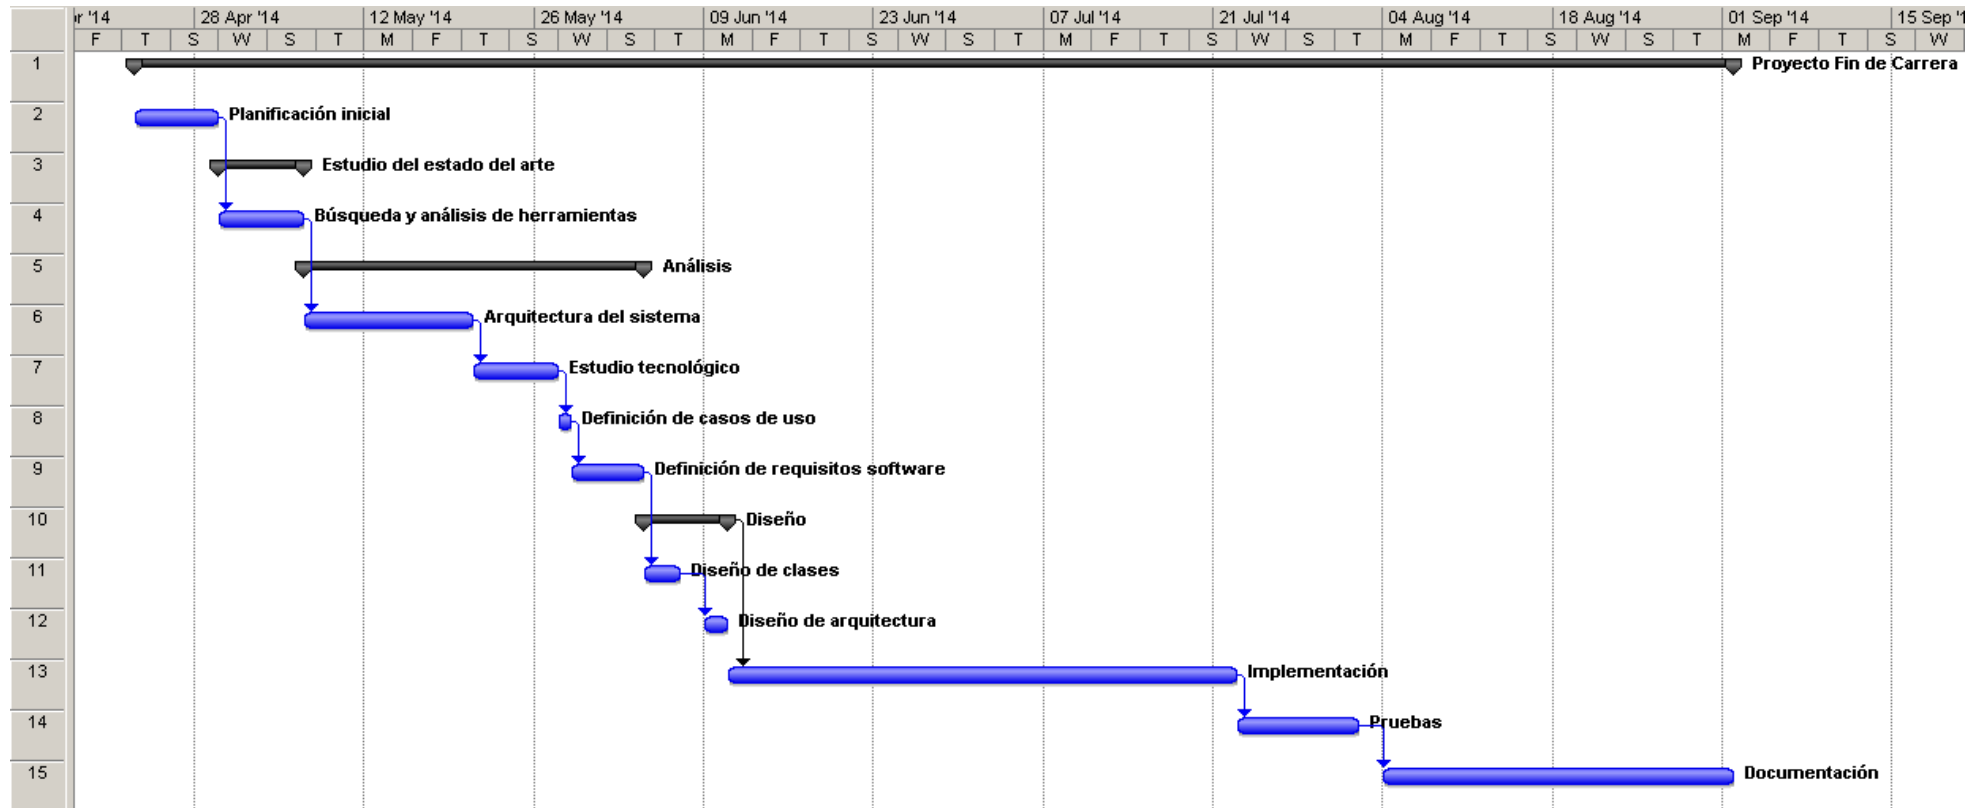 or '14 28 Apr '14 12 May '14 26 May '14 09 Jun '14 23 Jun '14 07 Jul '14 21 Jul '14 04 Aug '14 18 Aug '14 01 Sep '14 15 Sep '1
F T S W S T M F T S W S T M F T S W S T M F T S W S T M F T S W S T M F T S W
1 Proyecto Fin de Carrera
2 Planificación inicial
3 Estudio del estado del arte
4 Búsqueda y análisis de herramientas
5 Análisis
6 Arquitectura del sistema
7 Estudio tecnológico
8 Definición de casos de uso
9 Definición de requisitos software
10 Diseño
11 Diseño de clases
12 Diseño de arquitectura
13 Implementación
14 Pruebas
15 Documentación